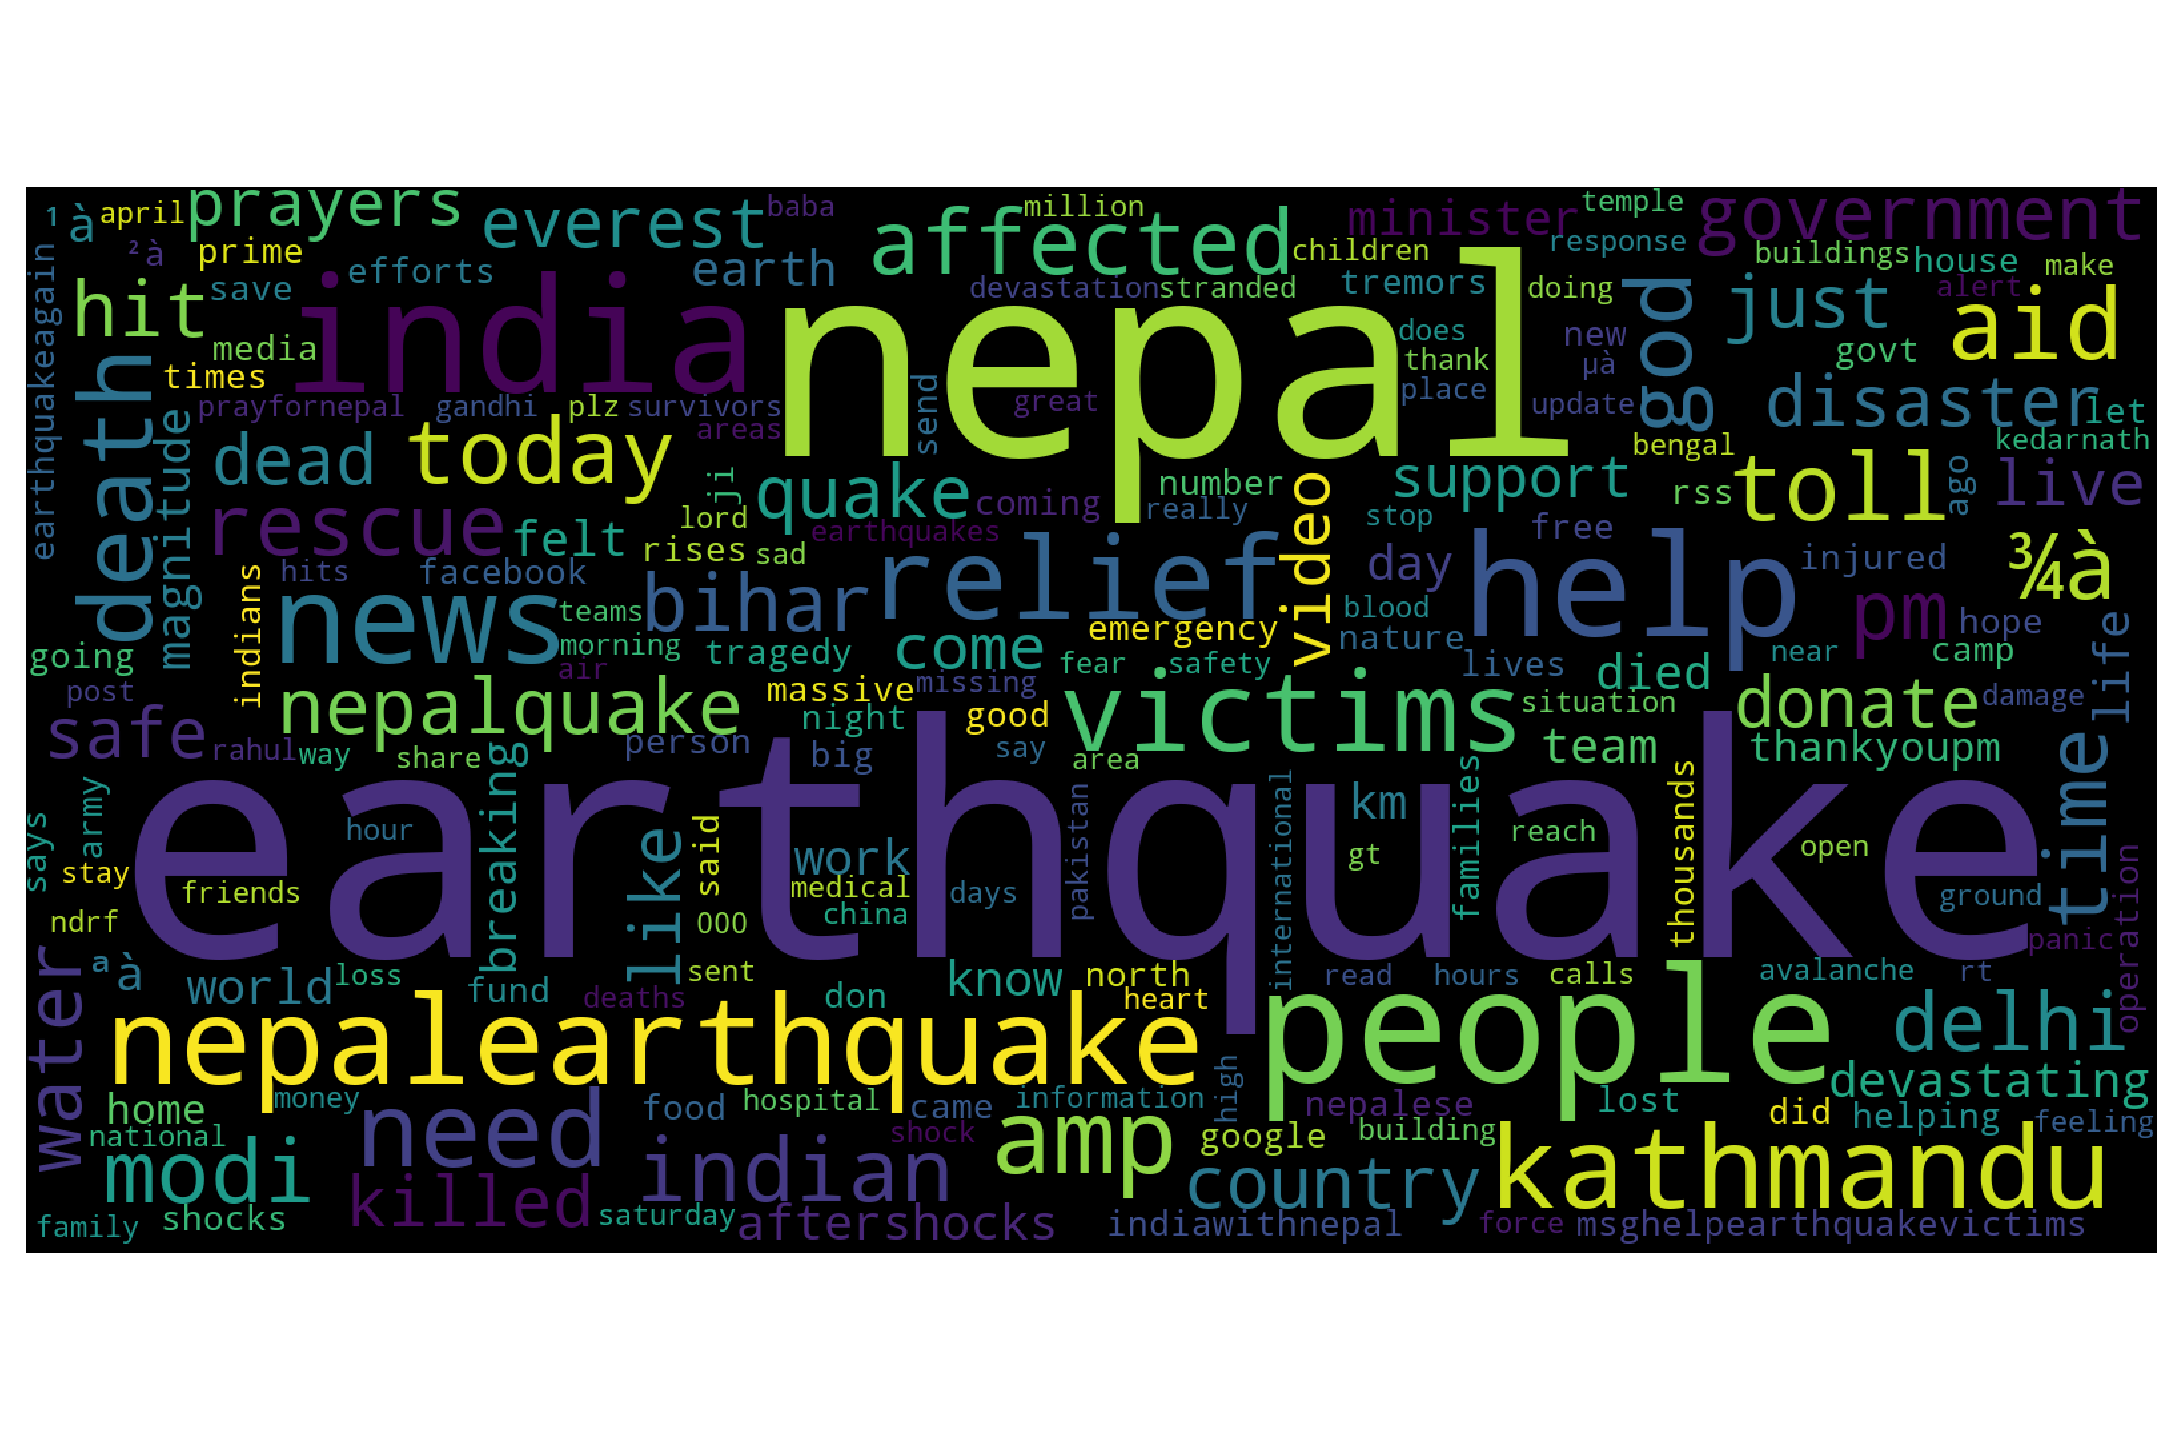 ¹
à
april
prayers
everest
baba
million
affected
minister
temple
government
²à
prime
efforts
earth
children
response
buildings
house
make
save
india
nepal
devastation
stranded
tremors
doing
god
just
alert
aid
hit
earthquakeagain
media
times
does
thank
new
µà
govt
death
prayfornepal
gandhi
plz
survivors
send
great
place
update
disaster
let
magnitude
dead
today
areas
ji
quake
number
support
bengal
kedarnath
toll
rss
ago
live
rescue
felt
lord
rises
sad
coming
really
earthquakes
video
stop
free
injured
¾à
indians
hits
facebook
news
teams
bihar
relief
day
help
pm
hope
morning
air
tragedy
come
emergency
blood
nature
lives
died
near
camp
life
going
post
fear
safety
massive
missing
victims
situation
donate
damage
safe
nepalquake
night
good
rahul
way
share
person
big
say
area
team
thankyoupm
time
says
army
earthquake
hour
breaking
like
said
work
pakistan
international
km
families
reach
thousands
gt
open
stay
friends
medical
china
days
ground
operation
ndrf
000
panic
water
ªà
world
loss
fund
sent
deaths
don
know
north
heart
read
hours
calls
avalanche
rt
nepalearthquake
people
delhi
high
devastating
home
money
need
food
hospital
came
information
nepalese
lost
did
helping
feeling
national
modi
shock
amp
google
building
killed
indian
country
kathmandu
family
shocks
saturday
aftershocks
indiawithnepal
force
msghelpearthquakevictims